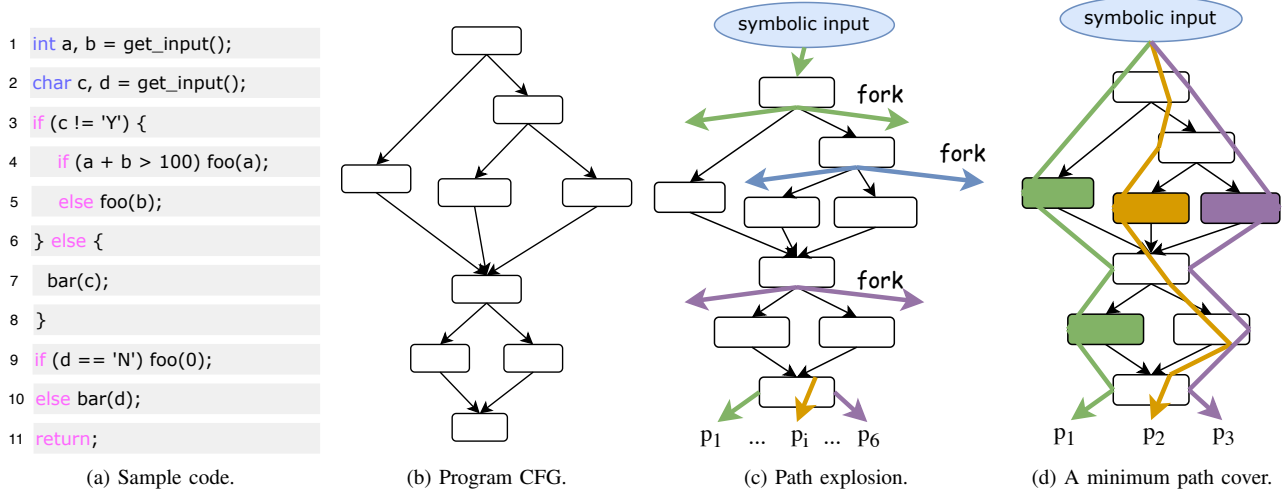 1 int a, b = get_input();
2 char c, d = get_input();
3 if (c != 'Y') {
4 if (a + b > 100) foo(a);
5 else foo(b);
6 } else {
7 bar(c);
8 }
9 if (d == 'N') foo(0);
10 else bar(d);
11 return;
(a) Sample code.
(b) Program CFG.
symbolic input
fork
fork
fork
p1 ... pi ... p6
(c) Path explosion.
symbolic input
p1 p2 p3
(d) A minimum path cover.